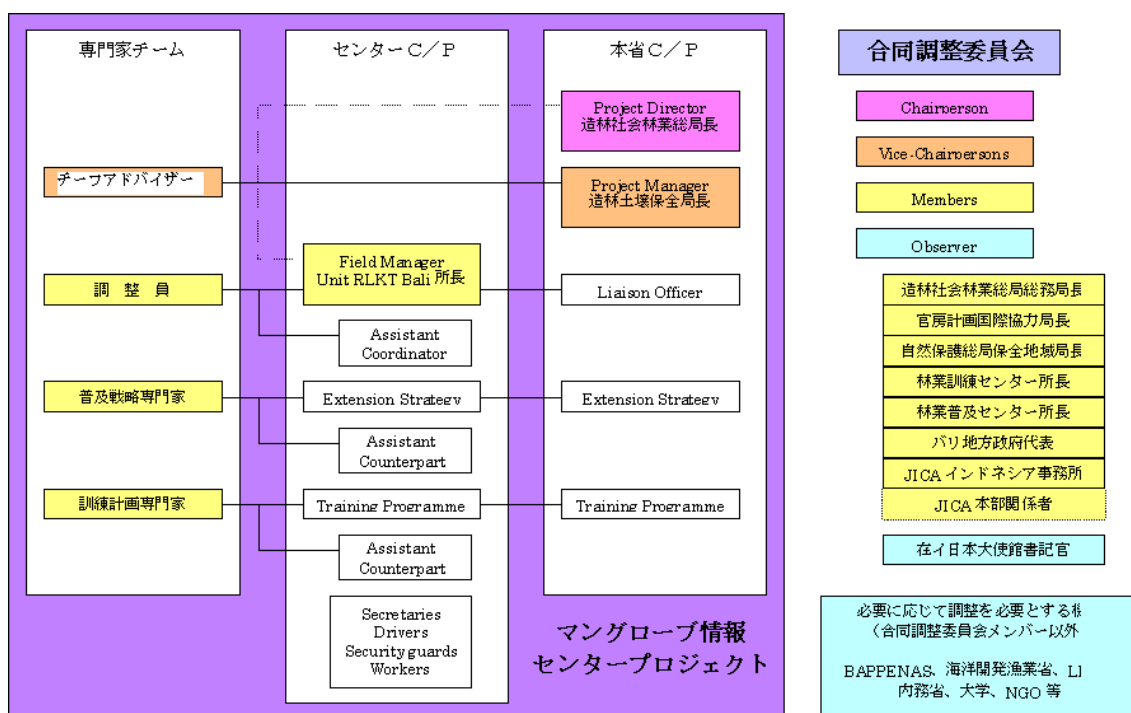 専門家チーム
チーフアドバイザー
調 整 員
普及戦略専門家
訓練計画専門家
センターC/P
Field Manager
Unit RLKT Bali 所長
Assistant
Coordinator
Extension Strategy
Assistant
Counterpart
Training Programme
Assistant
Counterpart
Secretaries
Drivers
Security guards
Workers
本省C/P
Project Director
造林社会林業総局長
Project Manager
造林土壌保全局長
Liaison Officer
Extension Strategy
Training Programme
マングローブ情報
センタープロジェクト
合同調整委員会
Chairperson
Vice-Chairpersons
Members
Observer
造林社会林業総局総務局長
官房計画国際協力局長
自然保護総局保全地域局長
林業訓練センター所長
林業普及センター所長
バリ地方政府代表
JICAインドネシア事務所
JICA本部関係者
在イ日本大使館書記官
必要に応じて調整を必要とする
(合同調整委員会メンバー以外
BAPPENAS、海洋開発漁業省、
内務省、大学、NGO 等